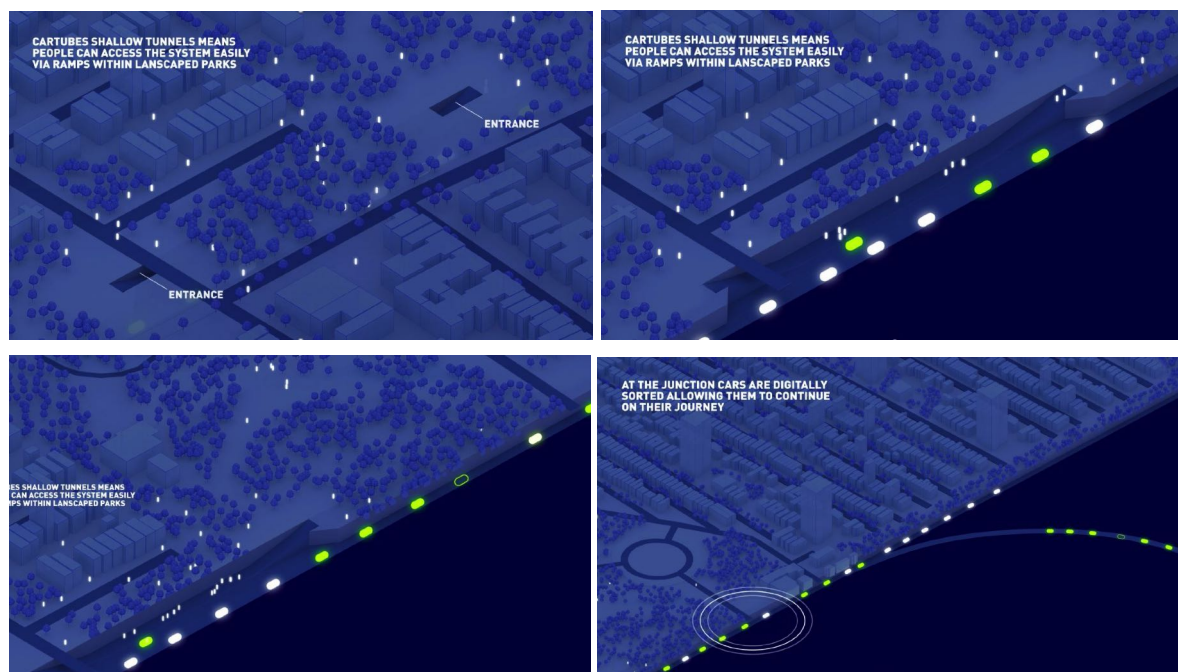 CARTUBES SHALLOW TUNNELS MEANS
PEOPLE CAN ACCESS THE SYSTEM EASILY
VIA RAMPS WITHIN LANSCAPED PARKS
ENTRANCE
ENTRANCE
CARTUBES SHALLOW TUNNELS MEANS
PEOPLE CAN ACCESS THE SYSTEM EASILY
VIA RAMPS WITHIN LANSCAPED PARKS
BES SHALLOW TUNNELS MEANS
CAN ACCESS THE SYSTEM EASILY
MPS WITHIN LANSCAPED PARKS
AT THE JUNCTION CARS ARE DIGITALLY
SORTED ALLOWING THEM TO CONTINUE
ON THEIR JOURNEY